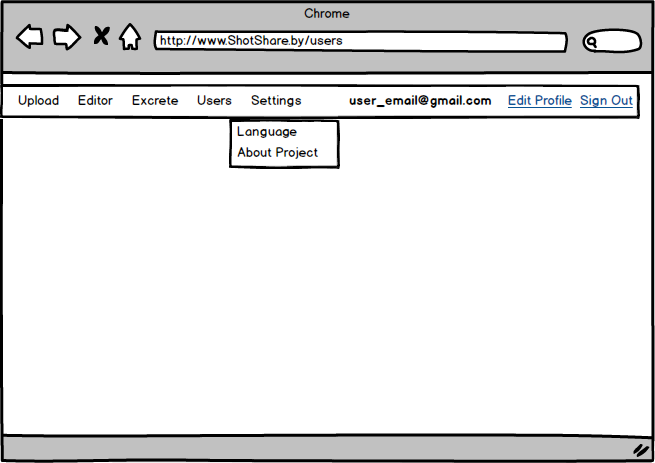 Chrome
http://www.ShotShare.by/users
Upload Editor Excrete Users Settings user_email@gmail.com Edit Profile Sign Out
Language
About Project